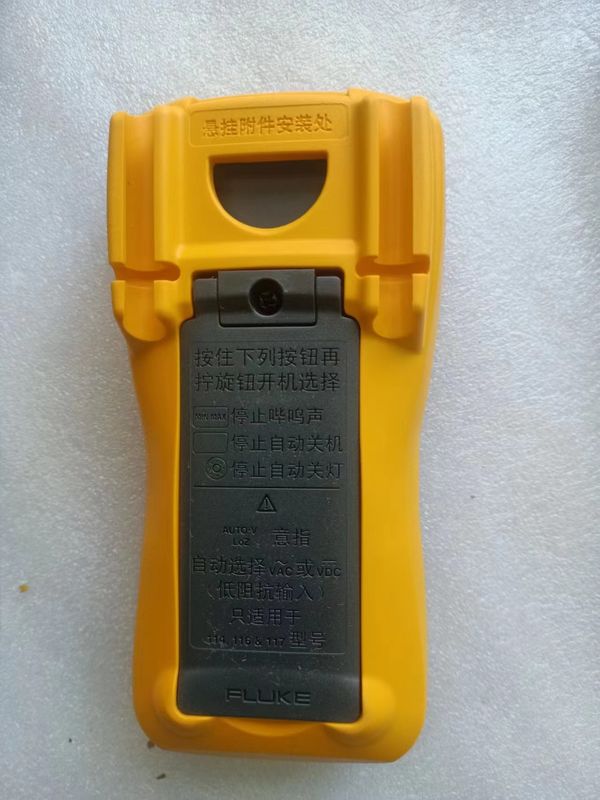 悬挂附件安装处
按住下列按钮再
拧旋钮开机选择
MIN MAX 停止哔鸣声
停止自动关机
停止自动关灯
AUTO-V
LoZ 意指
自动选择 VAC 或 VDC
（低阻抗输入）
只适用于
114, 116 & 117 型号
FLUKE